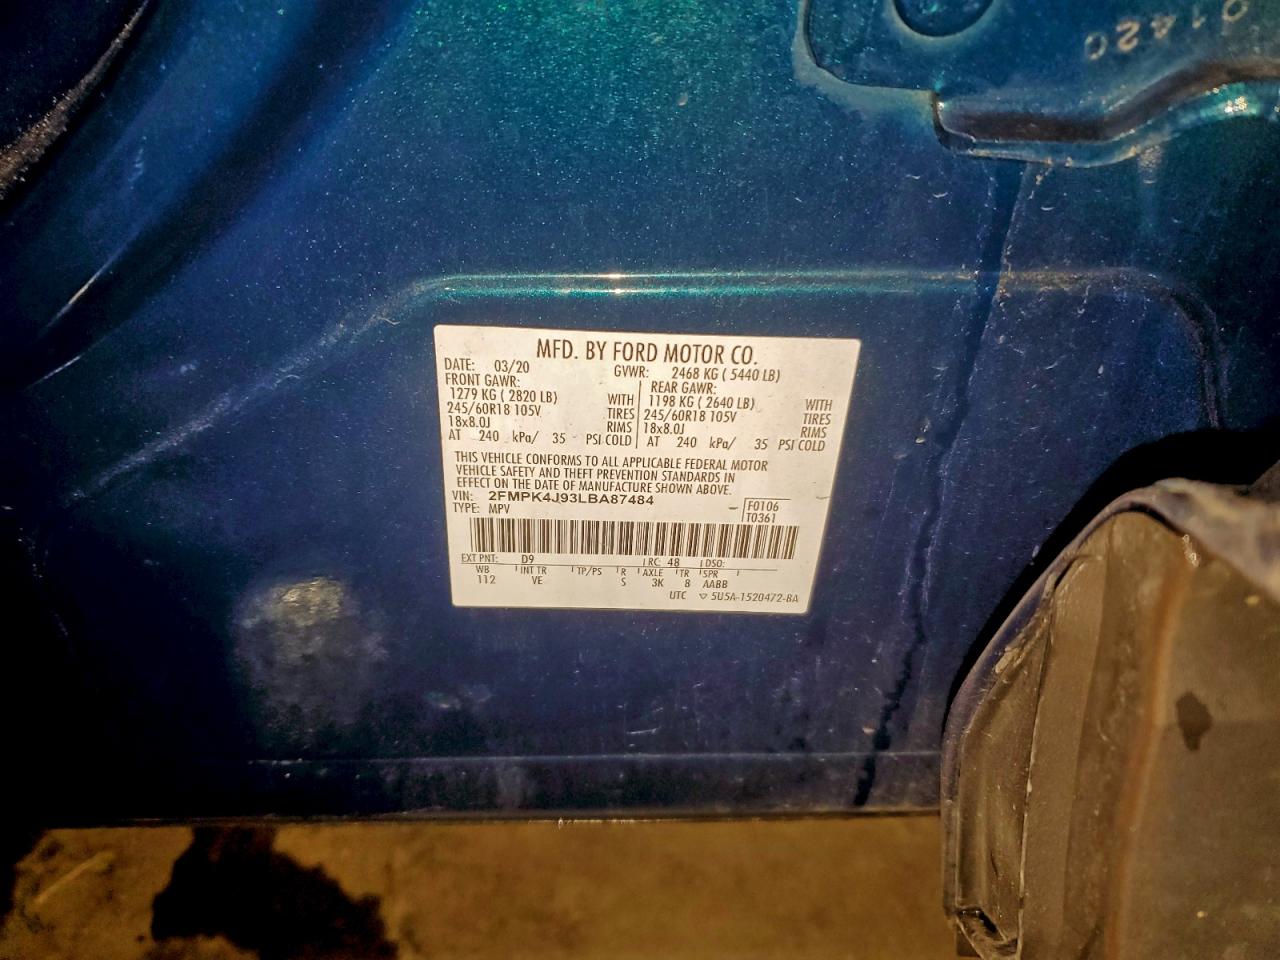 01420
MFD. BY FORD MOTOR CO.
DATE: 03/20 GVWR: 2468 KG ( 5440 LB)
FRONT GAWR: REAR GAWR:
1279 KG ( 2820 LB) WITH 1198 KG ( 2640 LB) WITH
245/60R18 105V TIRES 245/60R18 105V TIRES
18x8.0J RIMS 18x8.0J RIMS
AT 240 kPa/ 35 PSI COLD AT 240 kPa/ 35 PSI COLD
THIS VEHICLE CONFORMS TO ALL APPLICABLE FEDERAL MOTOR
VEHICLE SAFETY AND THEFT PREVENTION STANDARDS IN
EFFECT ON THE DATE OF MANUFACTURE SHOWN ABOVE.
VIN: 2FMPK4J93LBA87484 F0106
TYPE: MPV T0361
EXT PNT: D9 RC: 48 DSO:
WB INT TR TP/PS R AXLE TR SPR
112 VE S 3K 8 AABB
UTC ▽ 5U5A-1520472-BA